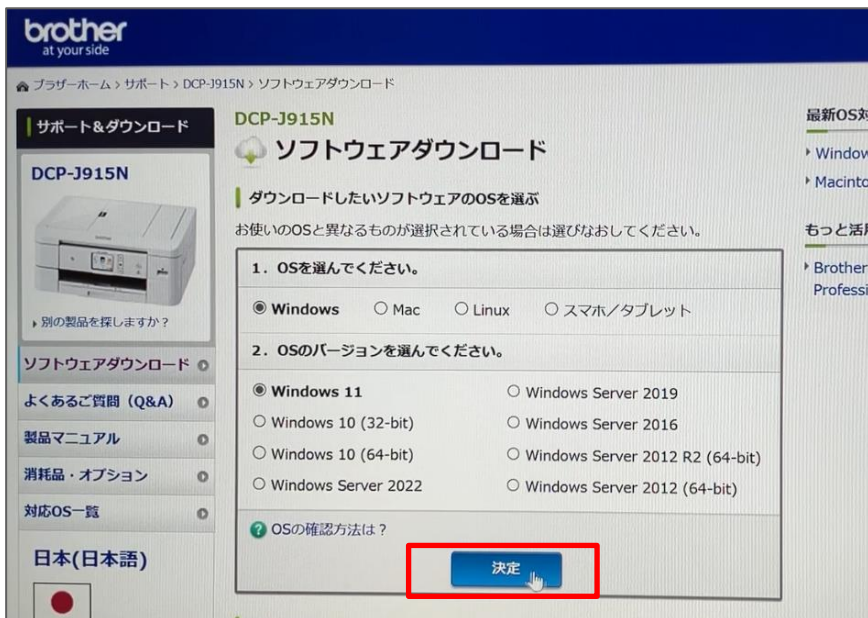 brother
at your side
ブラザーホーム › サポート › DCP-J915N › ソフトウェアダウンロード
サポート&ダウンロード
DCP-J915N
別の製品を探しますか?
ソフトウェアダウンロード
よくあるご質問(Q&A)
製品マニュアル
消耗品・オプション
対応OS一覧
日本(日本語)
DCP-J915N
ソフトウェアダウンロード
ダウンロードしたいソフトウェアのOSを選ぶ
お使いのOSと異なるものが選択されている場合は選びなおしてください。
1. OSを選んでください。
Windows Mac Linux スマホ/タブレット
2. OSのバージョンを選んでください。
Windows 11 Windows Server 2019
Windows 10 (32-bit) Windows Server 2016
Windows 10 (64-bit) Windows Server 2012 R2 (64-bit)
Windows Server 2022 Windows Server 2012 (64-bit)
? OSの確認方法は?
決定
最新OS対
Window
Macinto
もっと活
Brother
Professi